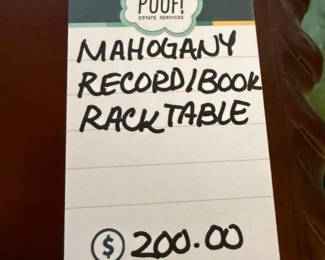 POOF!
ESTATE SERVICES
MAHOGANY
RECORD/BOOK
RACK TABLE
$ 200.00